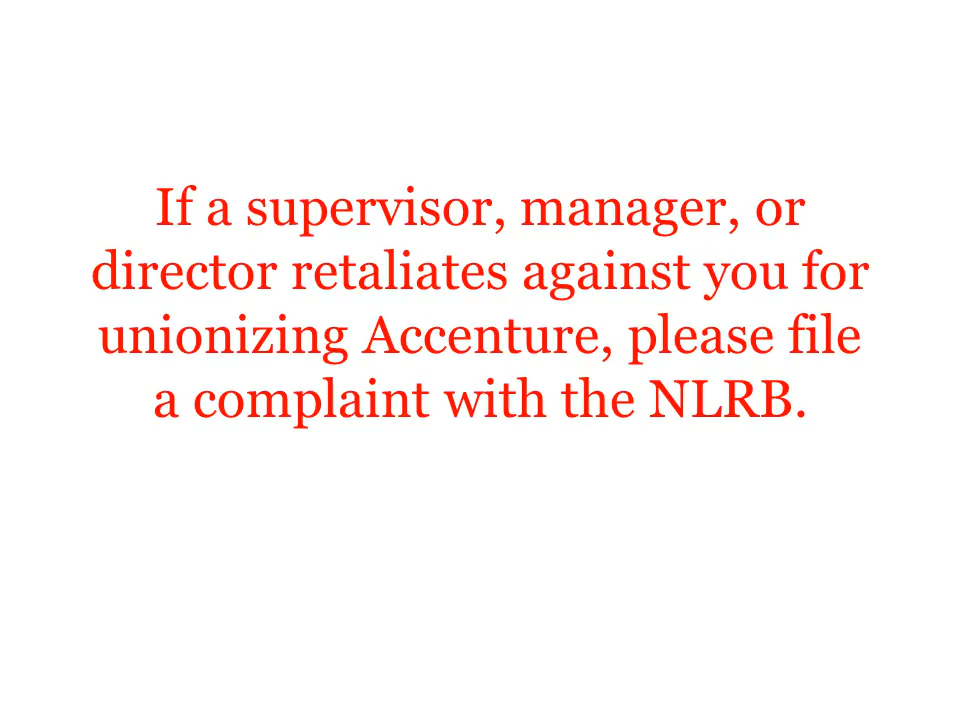 If a supervisor, manager, or
director retaliates against you for
unionizing Accenture, please file
a complaint with the NLRB.